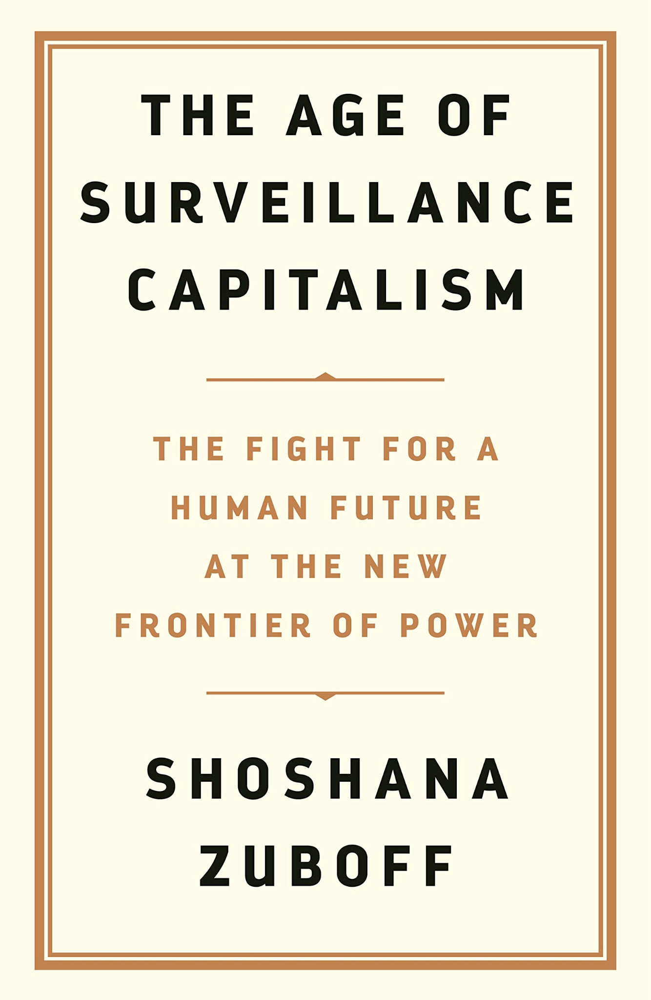 THE AGE OF
SURVEILLANCE
CAPITALISM
THE FIGHT FOR A
HUMAN FUTURE
AT THE NEW
FRONTIER OF POWER
SHOSHANA
ZUBOFF